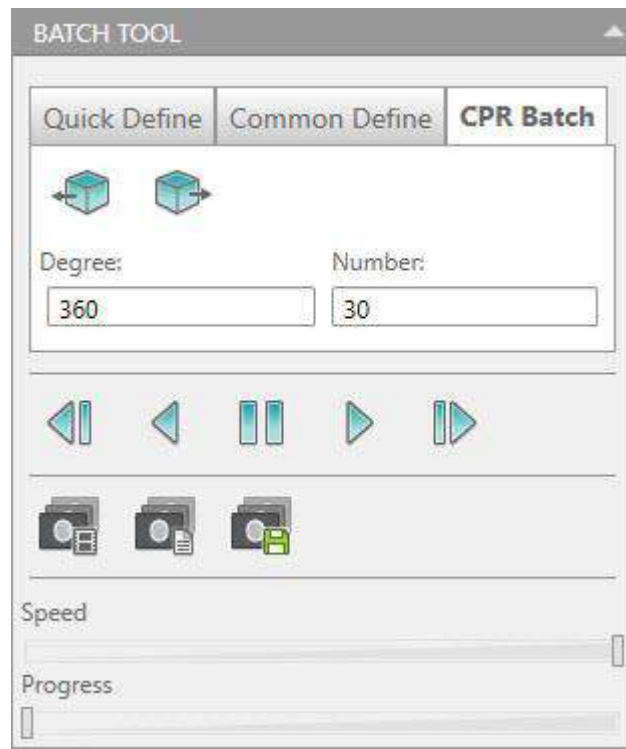 BATCH TOOL
Quick Define Common Define CPR Batch
Degree: Number:
360 30
Speed
Progress